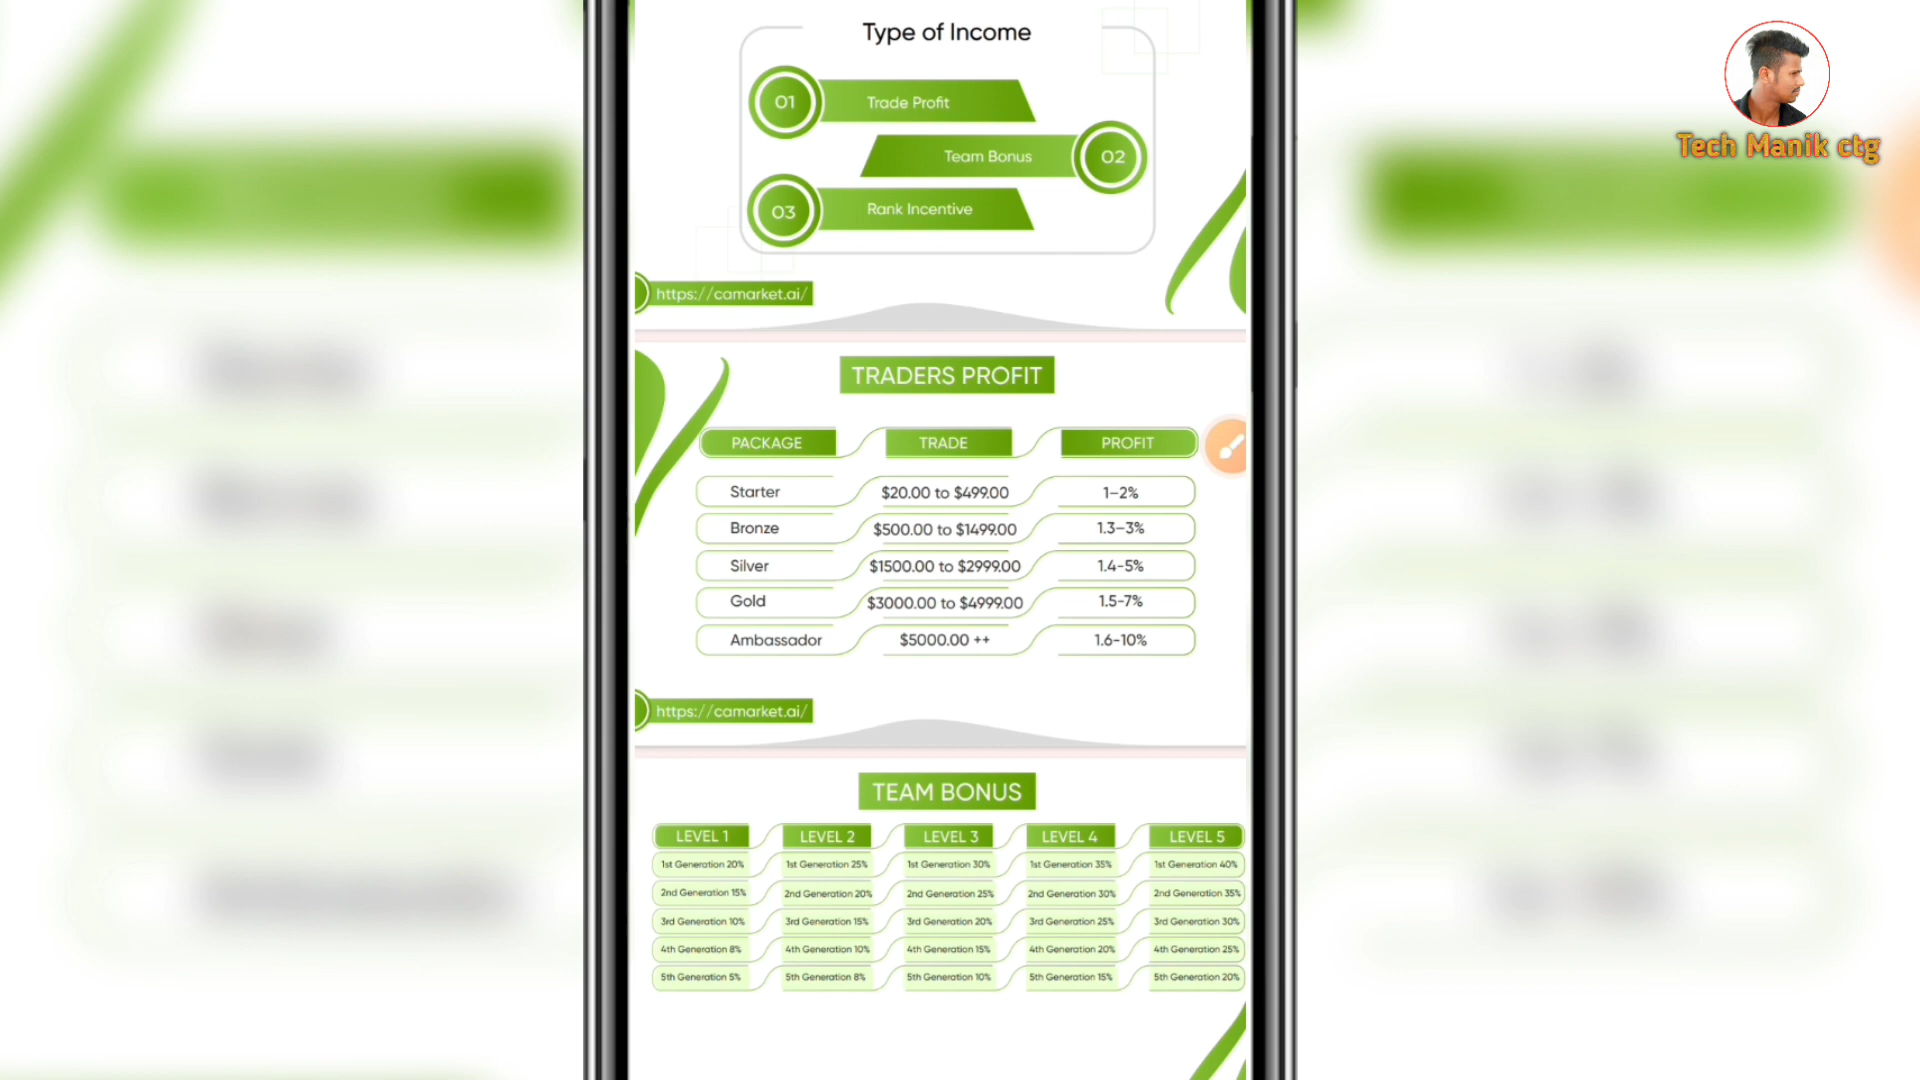 Type of Income
01 Trade Profit
Team Bonus 02
03 Rank Incentive
https://camarket.ai/
Tech Manik ctg
TRADERS PROFIT
PACKAGE TRADE PROFIT
Starter $20.00 to $499.00 1-2%
Bronze $500.00 to $1499.00 1.3-3%
Silver $1500.00 to $2999.00 1.4-5%
Gold $3000.00 to $4999.00 1.5-7%
Ambassador $5000.00 ++ 1.6-10%
https://camarket.ai/
TEAM BONUS
LEVEL 1 LEVEL 2 LEVEL 3 LEVEL 4 LEVEL 5
1st Generation 20% 1st Generation 25% 1st Generation 30% 1st Generation 35% 1st Generation 40%
2nd Generation 15% 2nd Generation 20% 2nd Generation 25% 2nd Generation 30% 2nd Generation 35%
3rd Generation 10% 3rd Generation 15% 3rd Generation 20% 3rd Generation 25% 3rd Generation 30%
4th Generation 8% 4th Generation 10% 4th Generation 15% 4th Generation 20% 4th Generation 25%
5th Generation 5% 5th Generation 8% 5th Generation 10% 5th Generation 15% 5th Generation 20%